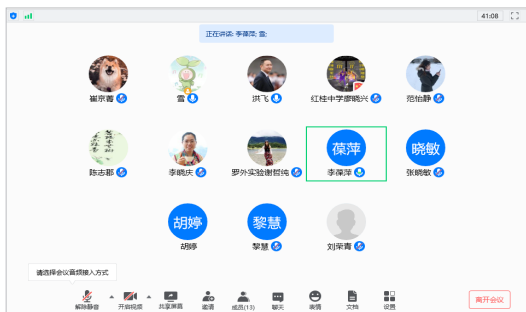 41:08
正在讲话: 李葆萍; 雪;
崔京菁 雪 洪飞 红桂中学廖晓兴 范怡静
葆萍 晓敏
陈志郡 李晓庆 罗外实验谢哲纯 李葆萍 张晓敏
胡婷 黎慧
胡婷 黎慧 刘荣青
请选择会议音频接入方式
解除静音 开启视频 共享屏幕 邀请 成员(13) 聊天 表情 文档 设置 离开会议